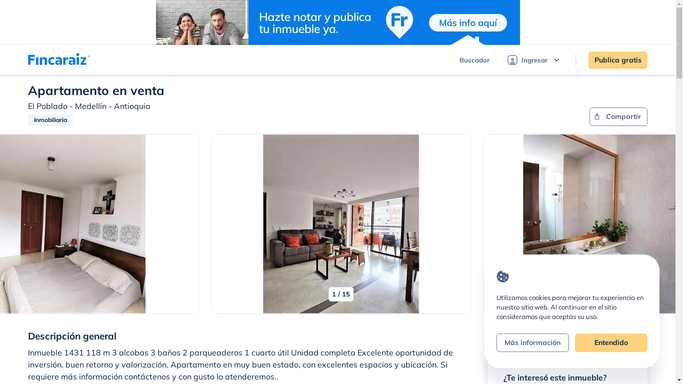 Hazte notar y publica
tu inmueble ya.
Fr
Más info aquí
Fincaraiz
Buscador
Ingresar
Publica gratis
Apartamento en venta
El Poblado - Medellín - Antioquia
Inmobiliaria
Compartir
1 / 15
Utilizamos cookies para mejorar tu experiencia en
nuestro sitio web. Al continuar en el sitio
consideramos que aceptas su uso.
Más información
Entendido
Descripción general
Inmueble 1431 118 m 3 alcobas 3 baños 2 parqueaderos 1 cuarto útil Unidad completa Excelente oportunidad de
inversión, buen retorno y valorización. Apartamento en muy buen estado, con excelentes espacios y ubicación. Si
requiere más información contáctenos y con gusto lo atenderemos..
¿Te interesó este inmueble?